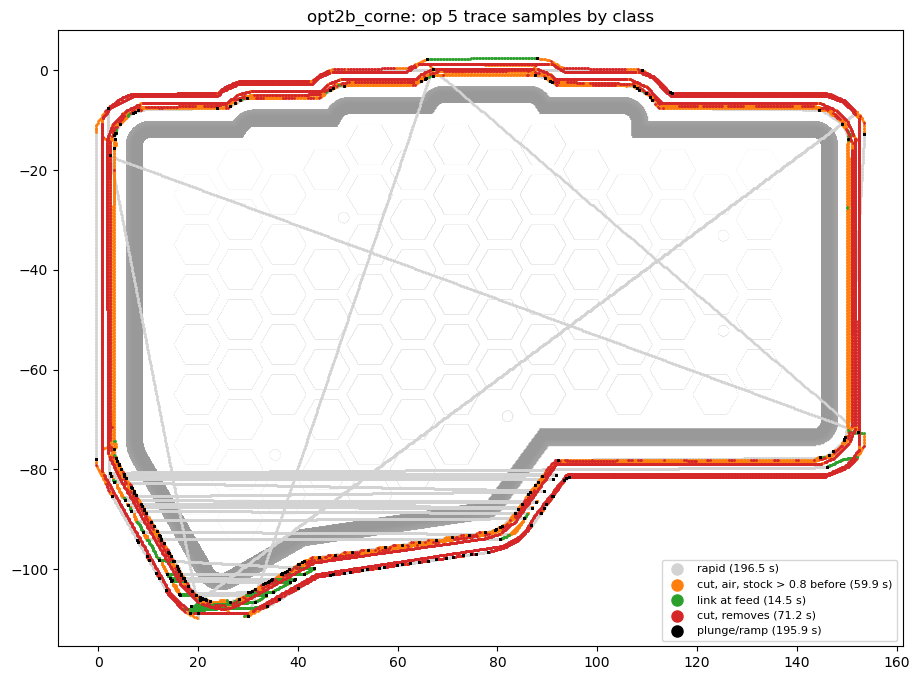 opt2b_corne: op 5 trace samples by class
0
−20
−40
−60
−80
−100
0
20
40
60
80
100
120
140
160
rapid (196.5 s)
cut, air, stock > 0.8 before (59.9 s)
link at feed (14.5 s)
cut, removes (71.2 s)
plunge/ramp (195.9 s)